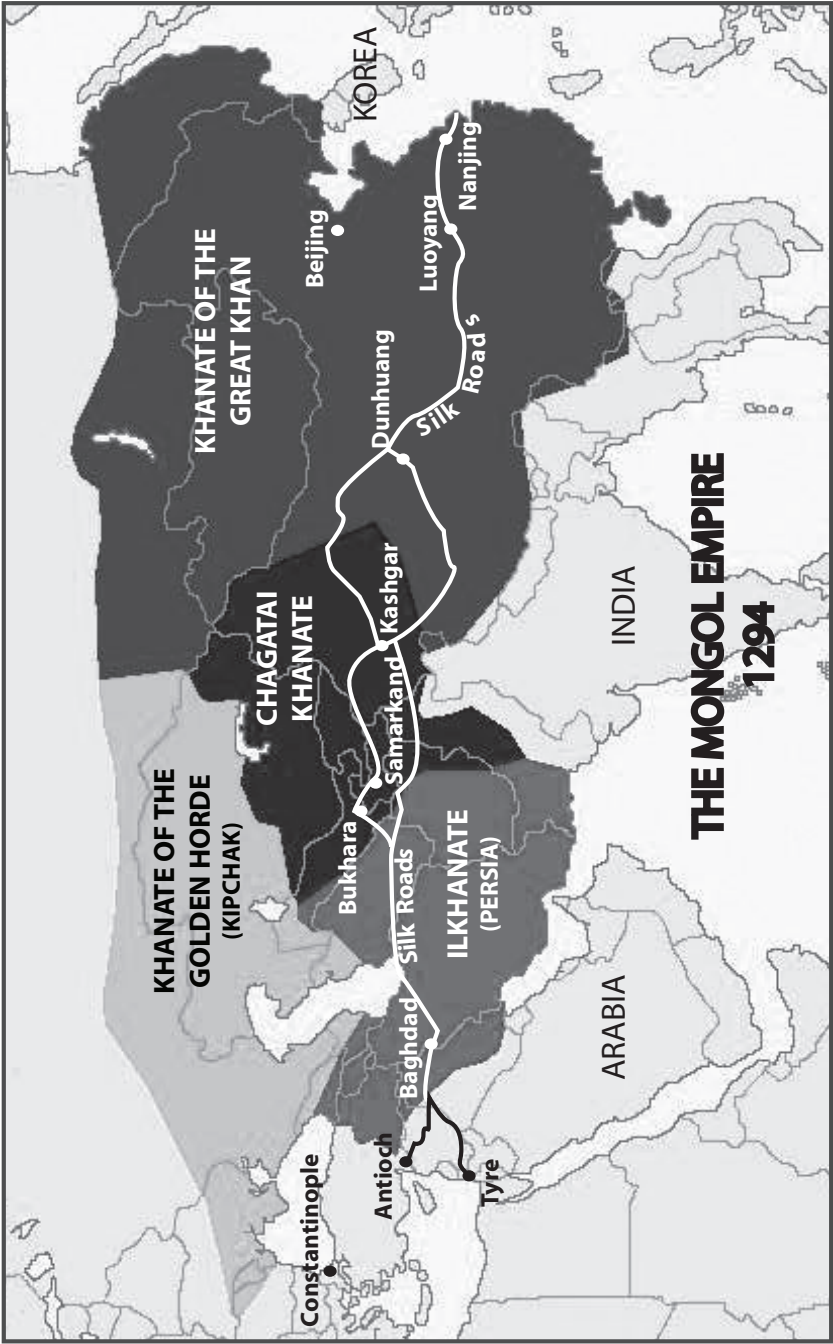 KHANATE OF THE
GOLDEN HORDE
(KIPCHAK)
KHANATE OF THE
GREAT KHAN
CHAGATAI
KHANATE
Constantinople
Antioch
Tyre
Baghdad
Silk Roads
Bukhara
Samarkand
Kashgar
Dunhuang
Silk Roads
Beijing
Luoyang
Nanjing
KOREA
ILKHANATE
(PERSIA)
ARABIA
INDIA
THE MONGOL EMPIRE
1294